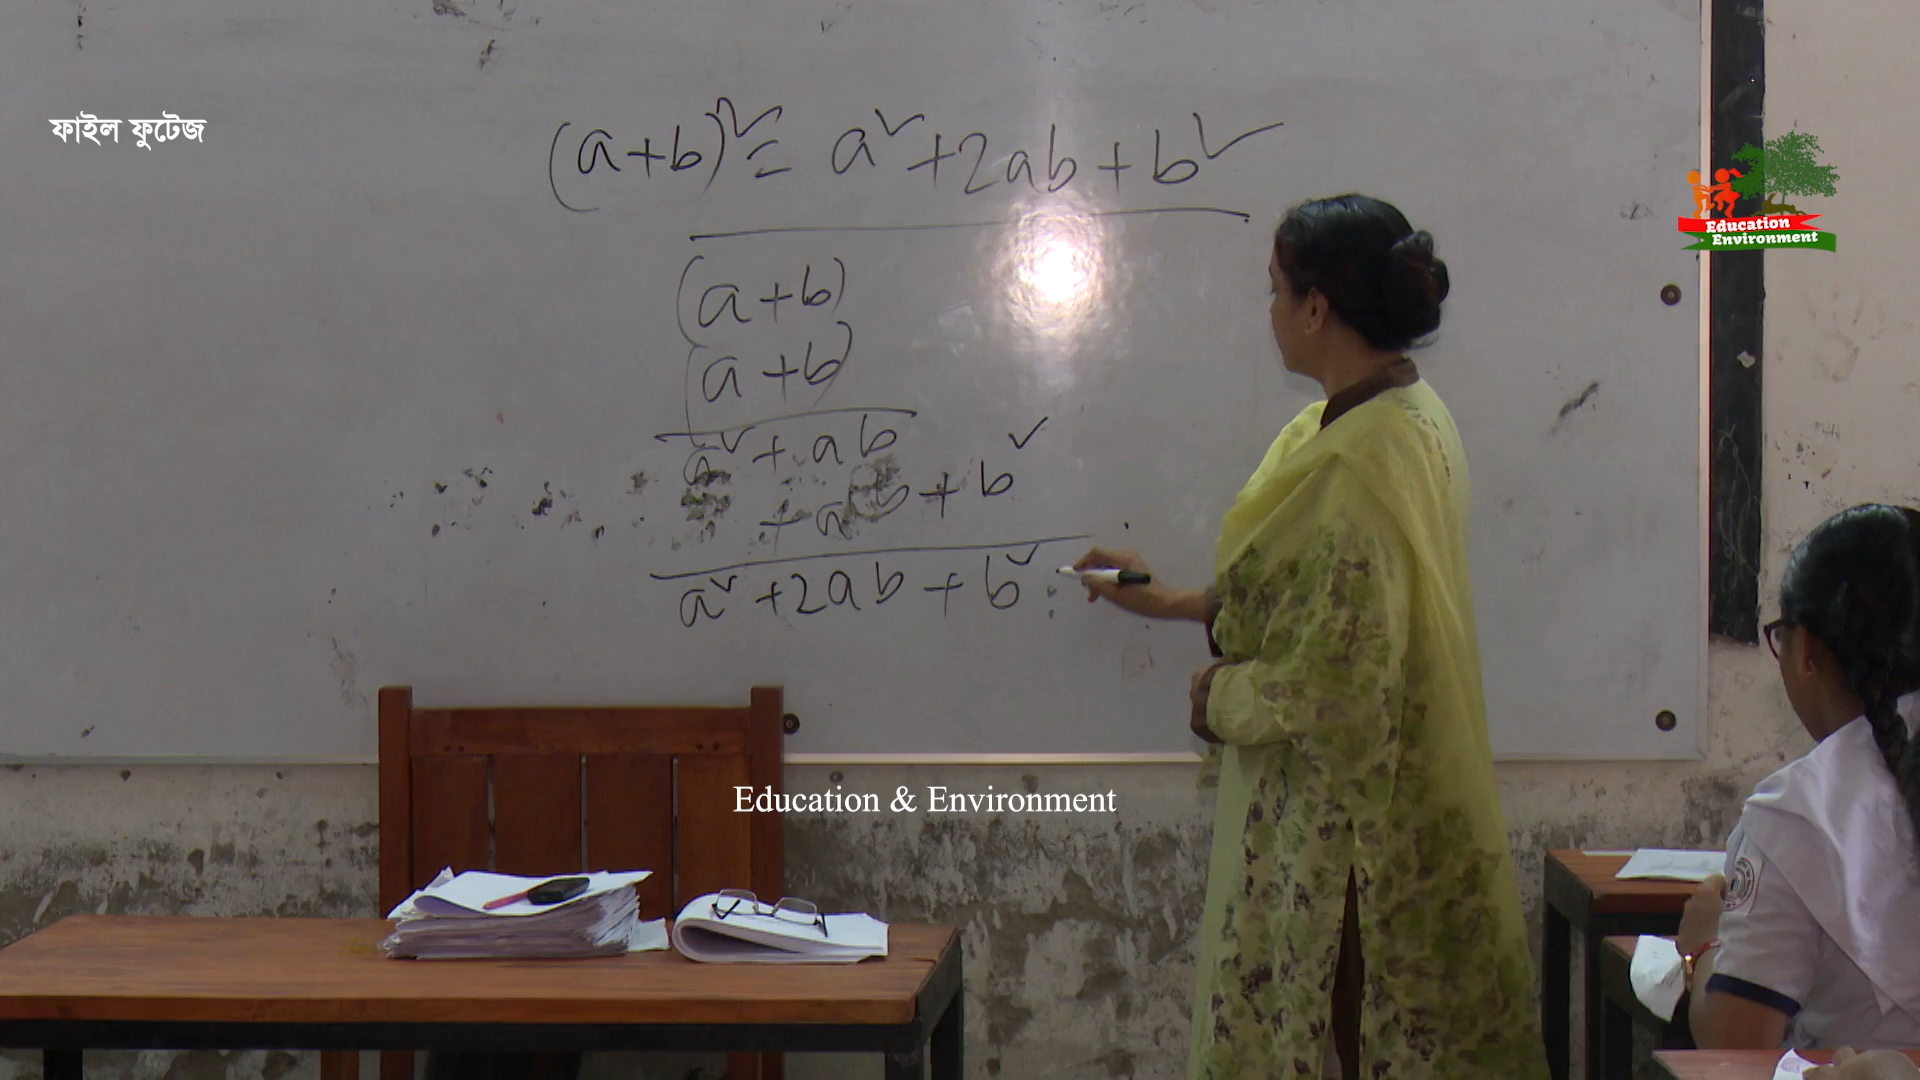 ফাইল ফুটেজ
(a+b)² = a² + 2ab + b²
Education
Environment
(a+b)
(a+b)
a² + ab
+ ab + b²
a² + 2ab + b²
Education & Environment